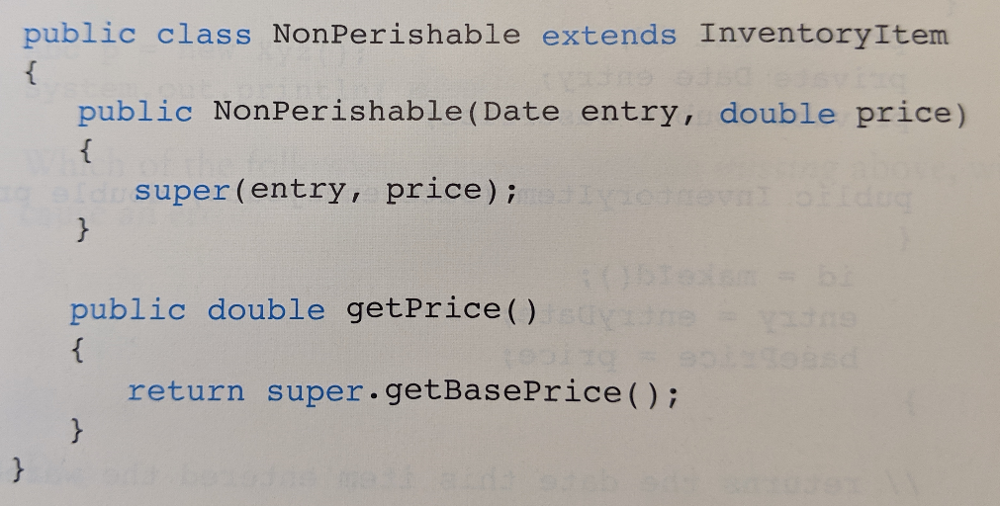 public class NonPerishable extends InventoryItem
{
public NonPerishable(Date entry, double price)
{
super(entry, price);
}
public double getPrice()
{
return super.getBasePrice();
}
}